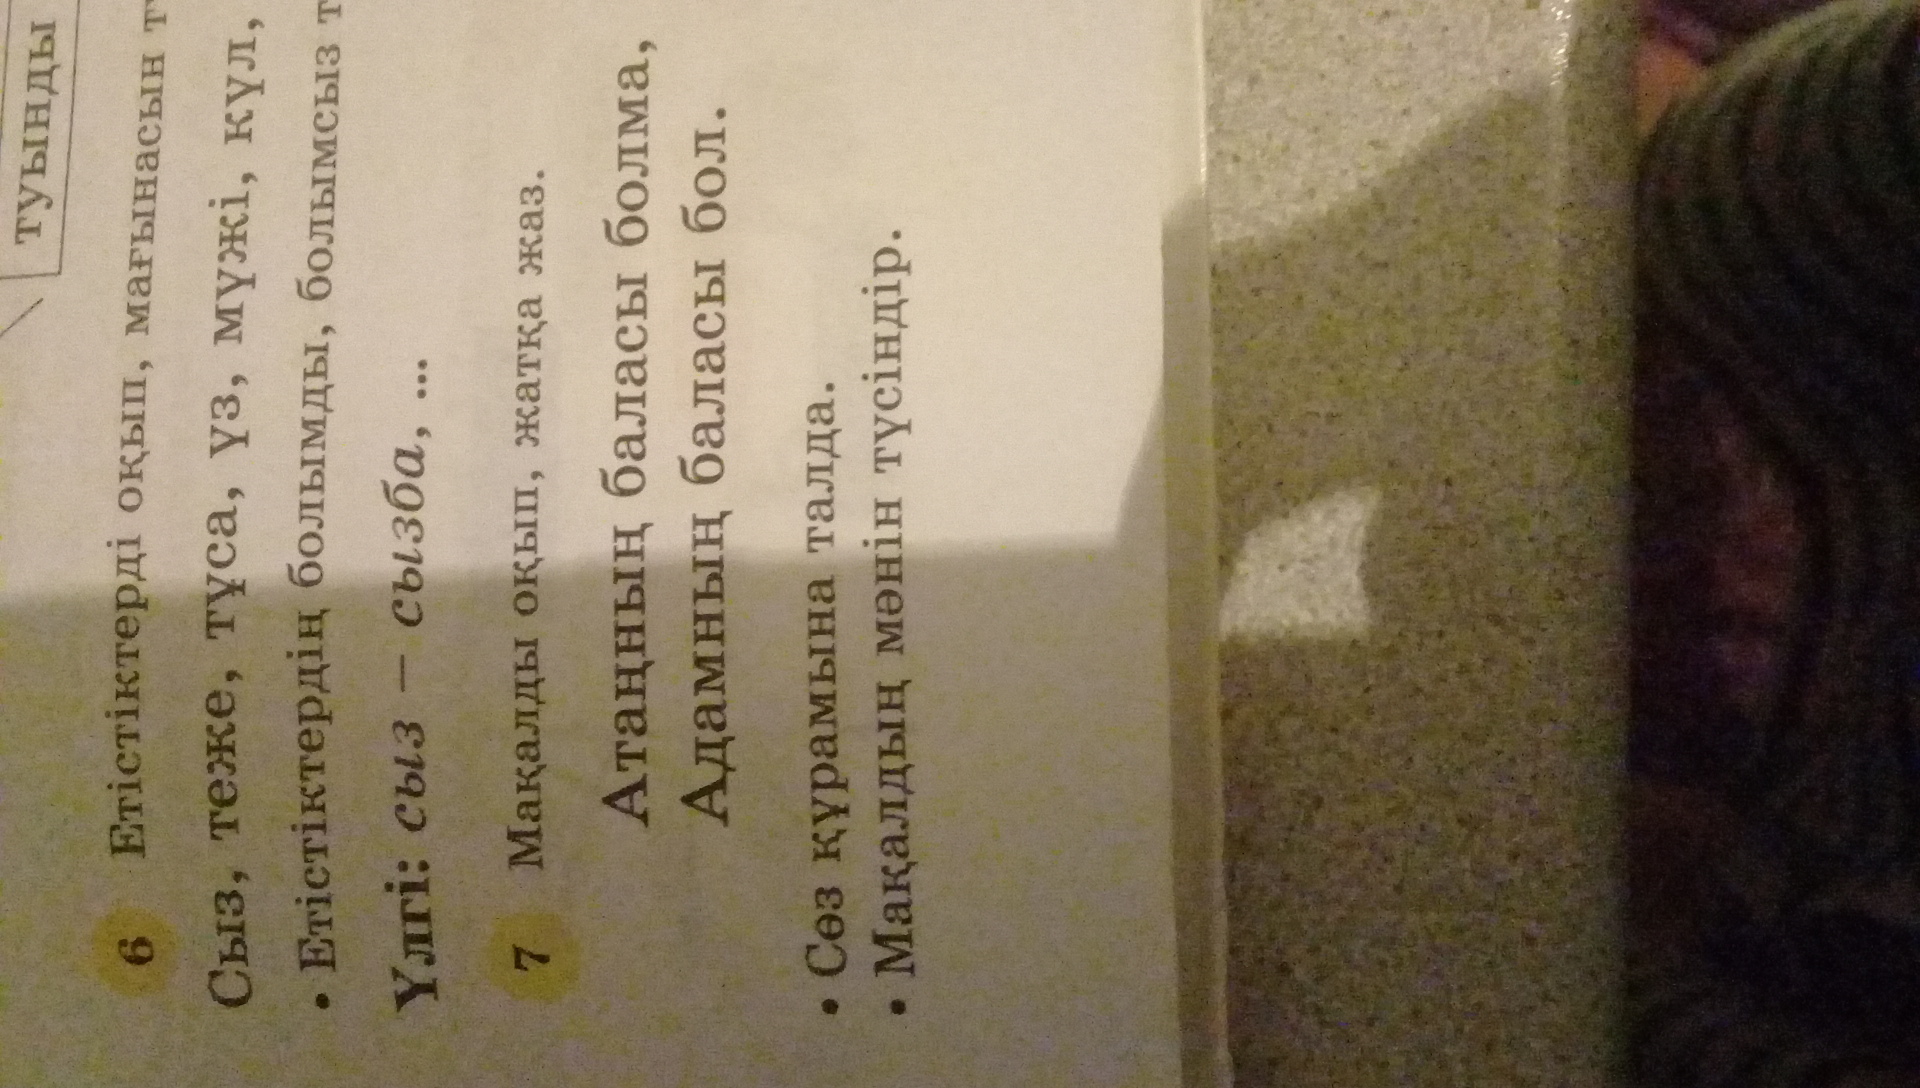 туынды
6 Етістіктерді оқып, мағынасын
Сыз, теже, тұса, үз, мүжі, күл,
• Етістіктердің болымды, болымсыз
Үлгі: сыз – сызба, ...
7 Мақалды оқып, жатқа жаз.
Атаңның баласы болма,
Адамның баласы бол.
• Сөз құрамына талда.
• Мақалдың мәнін түсіндір.